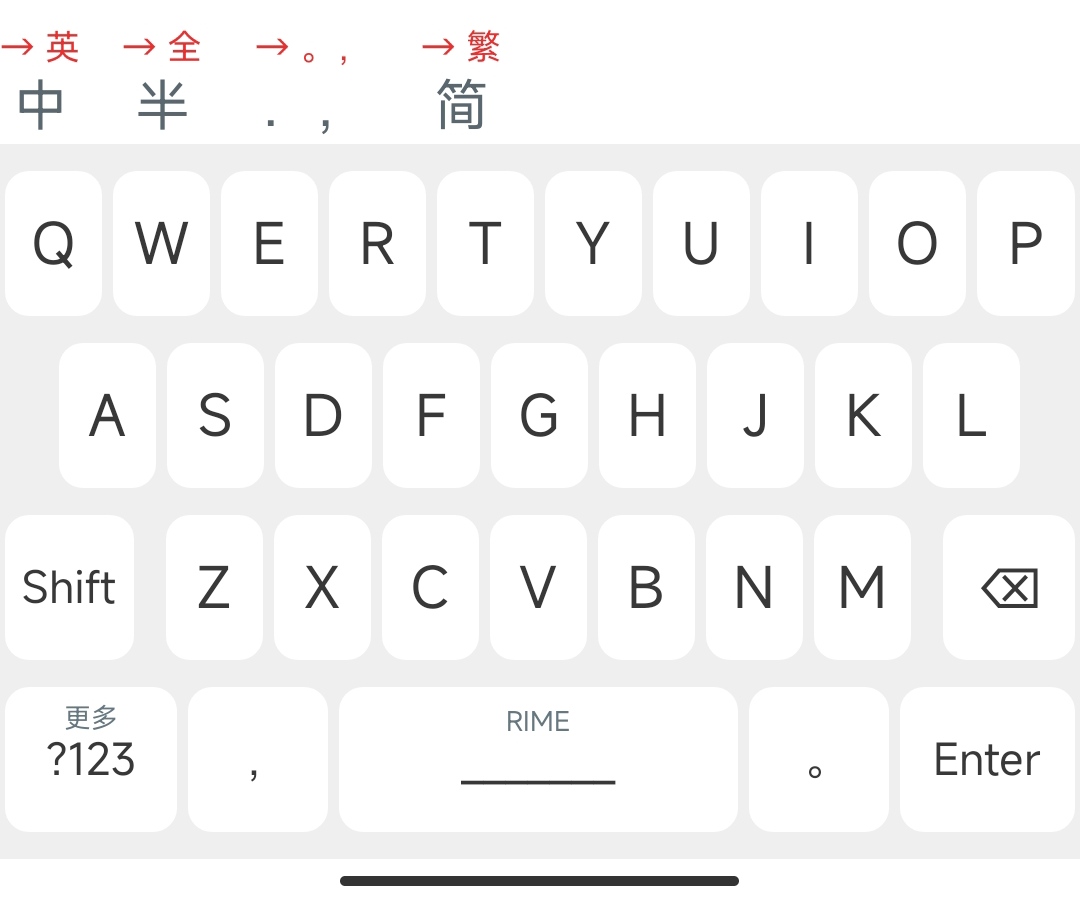 → 英 → 全 → 。, → 繁
中 半 . , 简
Q W E R T Y U I O P
A S D F G H J K L
Shift Z X C V B N M
更多 RIME
?123 , 。 Enter